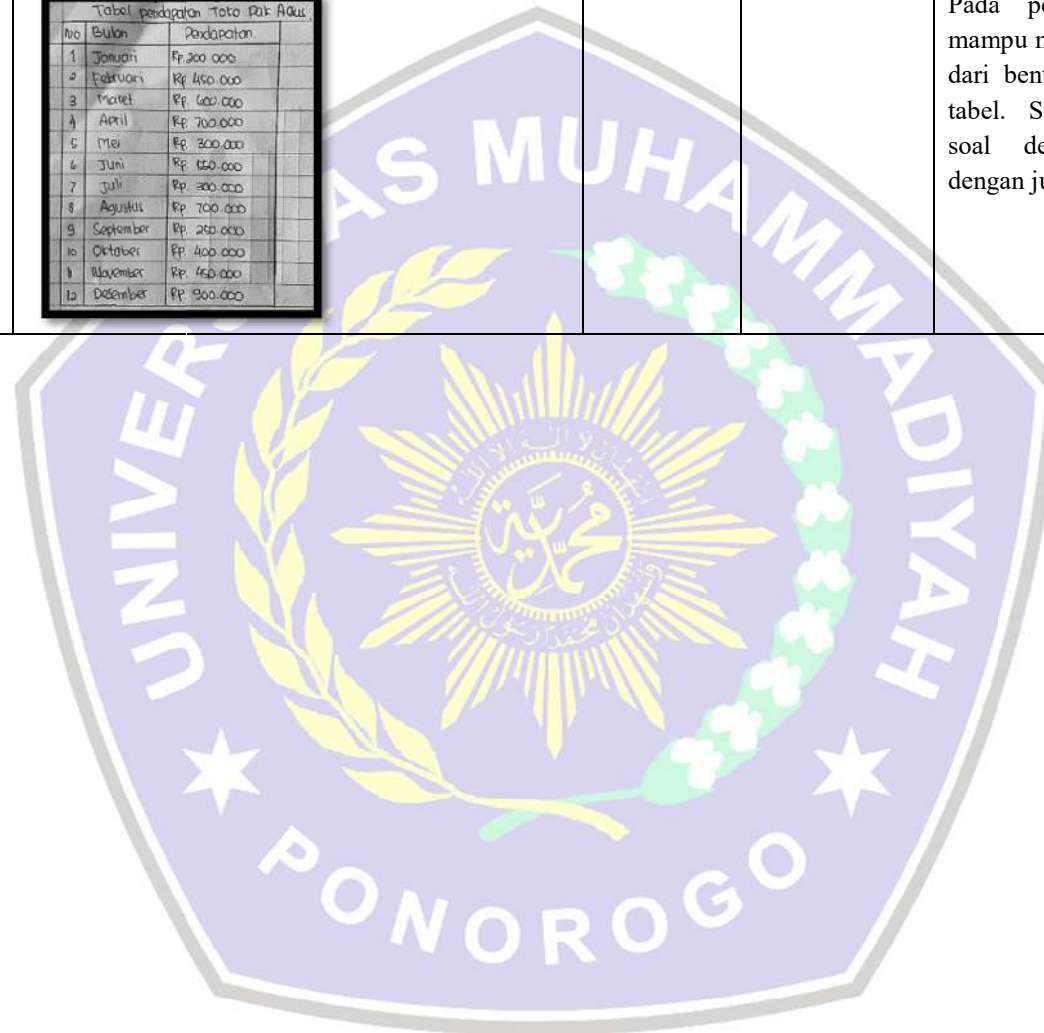 Tabel pendapatan Toko Pak Agus
No Bulan Pendapatan
1 Januari Rp. 200.000
2 Februari Rp 450.000
3 Maret Rp. 600.000
4 April Rp. 700.000
5 Mei Rp. 300.000
6 Juni Rp. 550.000
7 Juli Rp. 300.000
8 Agustus Rp. 700.000
9 September Rp. 250.000
10 Oktober Rp. 400.000
11 November Rp. 450.000
12 Desember Rp 900.000
Pada
mampu
dari
tabel.
soal
dengan
UNIVERSITAS MUHAMMADIYAH
PONOROGO
محمدية